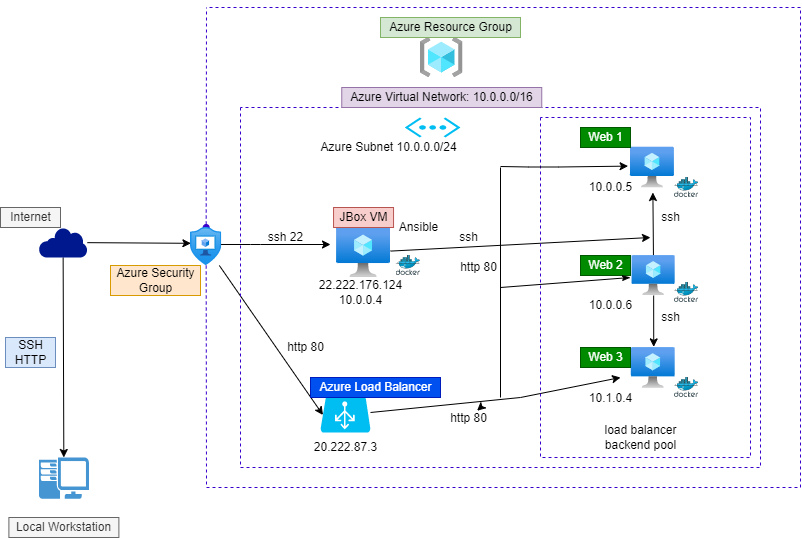 Azure Resource Group
Azure Virtual Network: 10.0.0.0/16
Azure Subnet 10.0.0.0/24
Web 1
10.0.0.5
docker
ssh
Internet
JBox VM
Ansible
ssh 22
ssh
docker
22.222.176.124
10.0.0.4
http 80
Azure Security
Group
Web 2
10.0.0.6
docker
ssh
SSH
HTTP
http 80
Web 3
10.1.0.4
docker
Azure Load Balancer
http 80
20.222.87.3
load balancer
backend pool
Local Workstation